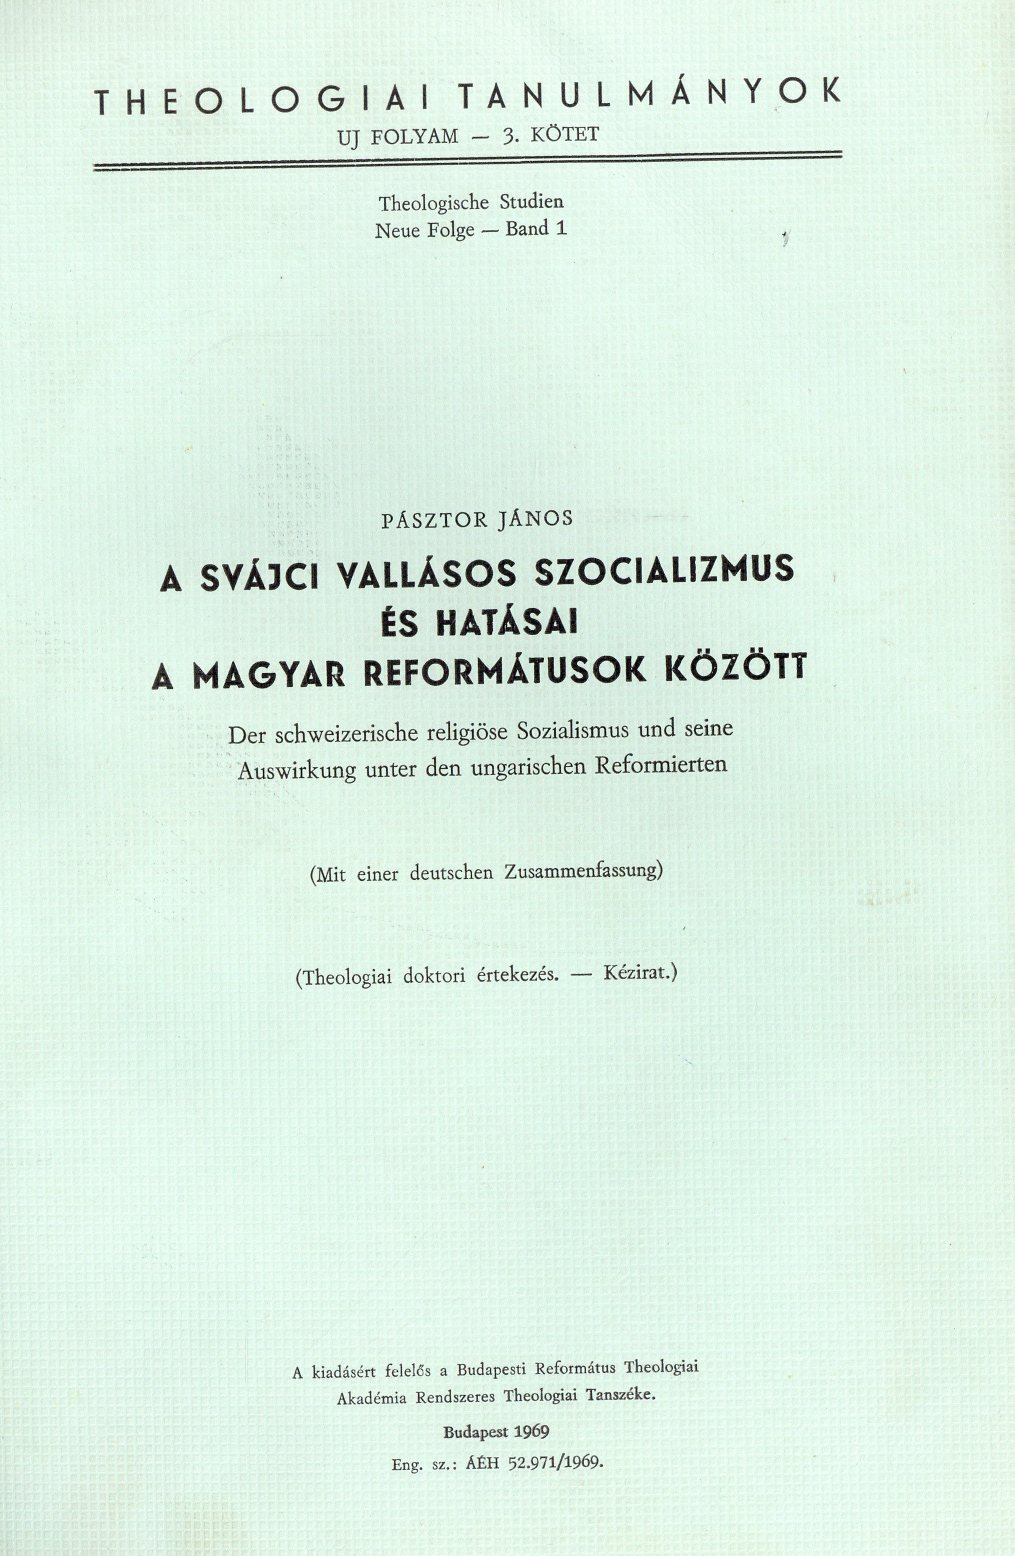 THEOLOGIAI TANULMÁNYOK
UJ FOLYAM — 3. KÖTET
Theologische Studien
Neue Folge — Band 1
PÁSZTOR JÁNOS
A SVÁJCI VALLÁSOS SZOCIALIZMUS
ÉS HATÁSAI
A MAGYAR REFORMÁTUSOK KÖZÖTT
Der schweizerische religiöse Sozialismus und seine
Auswirkung unter den ungarischen Reformierten
(Mit einer deutschen Zusammenfassung)
(Theologiai doktori értekezés. — Kézirat.)
A kiadásért felelős a Budapesti Református Theologiai
Akadémia Rendszeres Theologiai Tanszéke.
Budapest 1969
Eng. sz.: ÁÉH 52.971/1969.